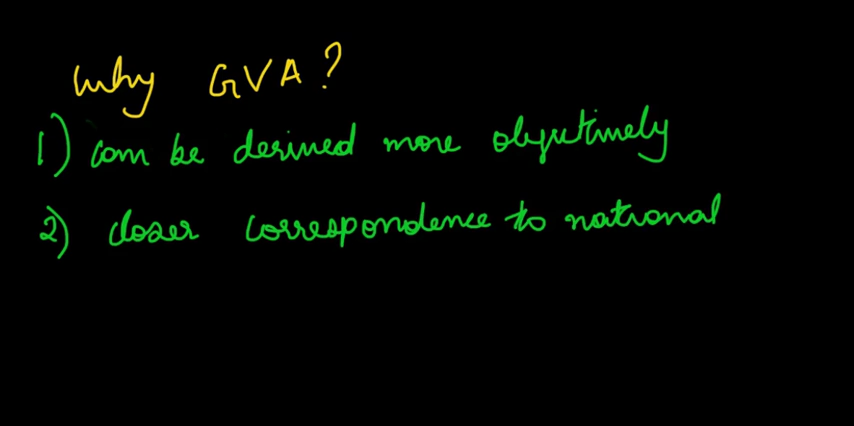 Why GVA?
1) can be derived more objectively
2) closer correspondence to national